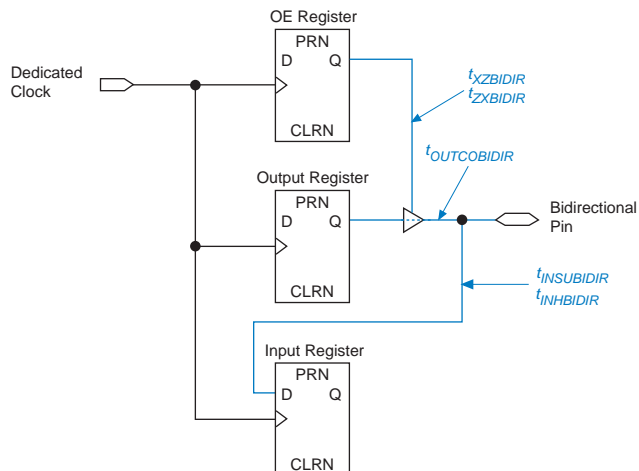 OE Register
PRN
D Q
CLRN
Dedicated
Clock
tXZBIDIR
tZXBIDIR
tOUTCOBIDIR
Output Register
PRN
D Q
CLRN
Bidirectional
Pin
tINSUBIDIR
tINHBIDIR
Input Register
PRN
D Q
CLRN